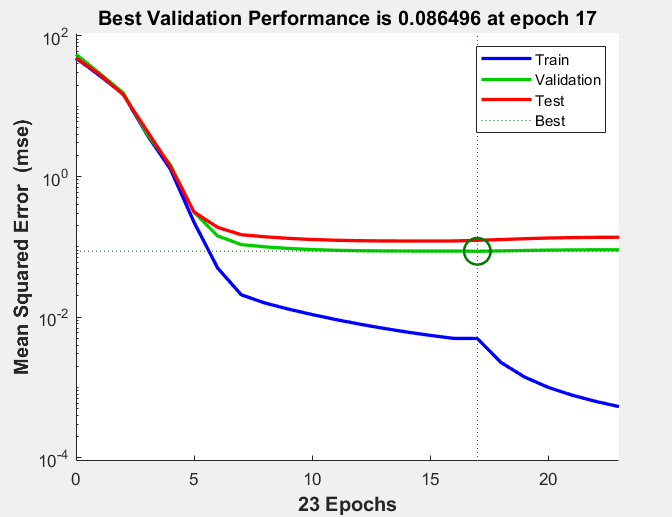 Best Validation Performance is 0.086496 at epoch 17
Mean Squared Error (mse)
10^2
10^0
10^-2
10^-4
Train
Validation
Test
Best
0 5 10 15 20
23 Epochs